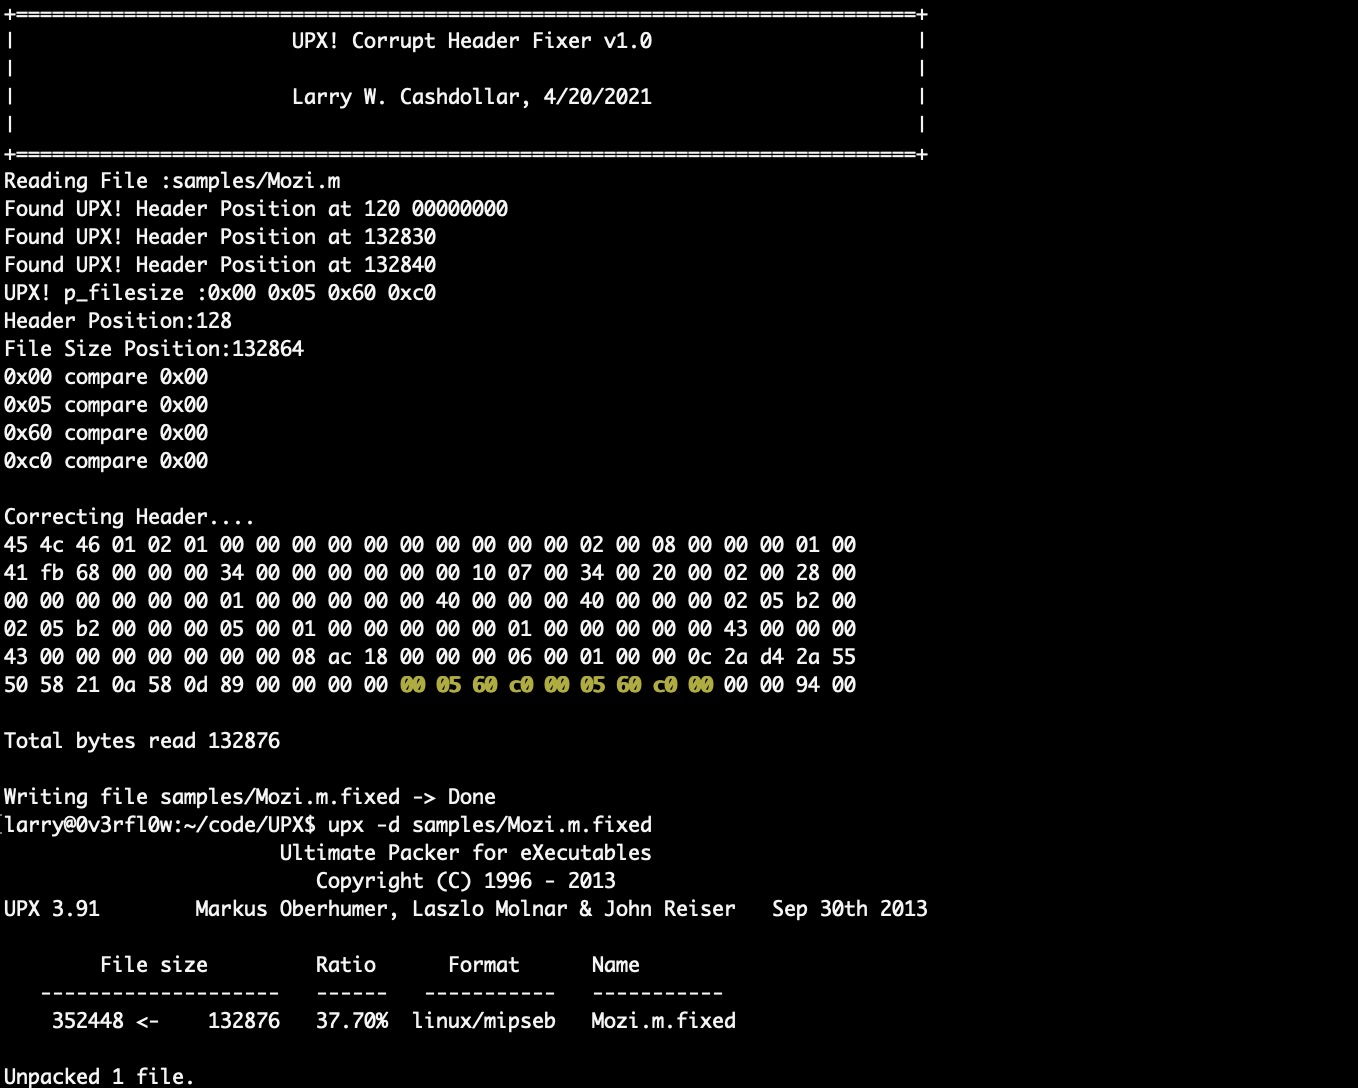 +===========================================================================+
|                       UPX! Corrupt Header Fixer v1.0                      |
|                                                                           |
|                       Larry W. Cashdollar, 4/20/2021                      |
|                                                                           |
+===========================================================================+
Reading File :samples/Mozi.m
Found UPX! Header Position at 120 00000000
Found UPX! Header Position at 132830
Found UPX! Header Position at 132840
UPX! p_filesize :0x00 0x05 0x60 0xc0
Header Position:128
File Size Position:132864
0x00 compare 0x00
0x05 compare 0x00
0x60 compare 0x00
0xc0 compare 0x00
Correcting Header....
45 4c 46 01 02 01 00 00 00 00 00 00 00 00 00 00 02 00 08 00 00 00 01 00
41 fb 68 00 00 00 34 00 00 00 00 00 00 10 07 00 34 00 20 00 02 00 28 00
00 00 00 00 00 00 01 00 00 00 00 00 40 00 00 00 40 00 00 00 02 05 b2 00
02 05 b2 00 00 00 05 00 01 00 00 00 00 00 01 00 00 00 00 00 43 00 00 00
43 00 00 00 00 00 00 00 08 ac 18 00 00 00 06 00 01 00 00 0c 2a d4 2a 55
50 58 21 0a 58 0d 89 00 00 00 00 00 05 60 c0 00 05 60 c0 00 00 00 94 00
Total bytes read 132876
Writing file samples/Mozi.m.fixed -> Done
[larry@0v3rfl0w:~/code/UPX$ upx -d samples/Mozi.m.fixed
                       Ultimate Packer for eXecutables
                          Copyright (C) 1996 - 2013
UPX 3.91        Markus Oberhumer, Laszlo Molnar & John Reiser   Sep 30th 2013
        File size         Ratio      Format      Name
   --------------------   ------   -----------   -----------
    352448 <-    132876   37.70%  linux/mipseb   Mozi.m.fixed
Unpacked 1 file.